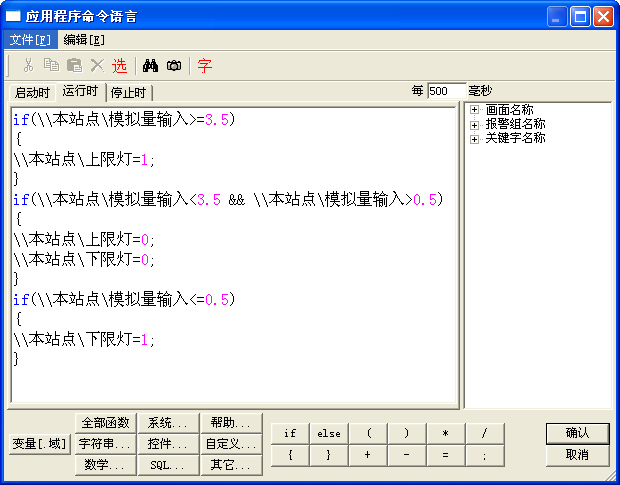 应用程序命令语言
文件[F] 编辑[E]
选 字
启动时 运行时 停止时 每 500 毫秒
if(\\本站点\模拟量输入>=3.5)
{
\\本站点\上限灯=1;
}
if(\\本站点\模拟量输入<3.5 && \\本站点\模拟量输入>0.5)
{
\\本站点\上限灯=0;
\\本站点\下限灯=0;
}
if(\\本站点\模拟量输入<=0.5)
{
\\本站点\下限灯=1;
}
画面名称
报警组名称
关键字名称
变量[.域]
全部函数 系统... 帮助...
字符串... 控件... 自定义...
数学... SQL... 其它...
if else ( ) * /
{ } + - = ;
确认
取消